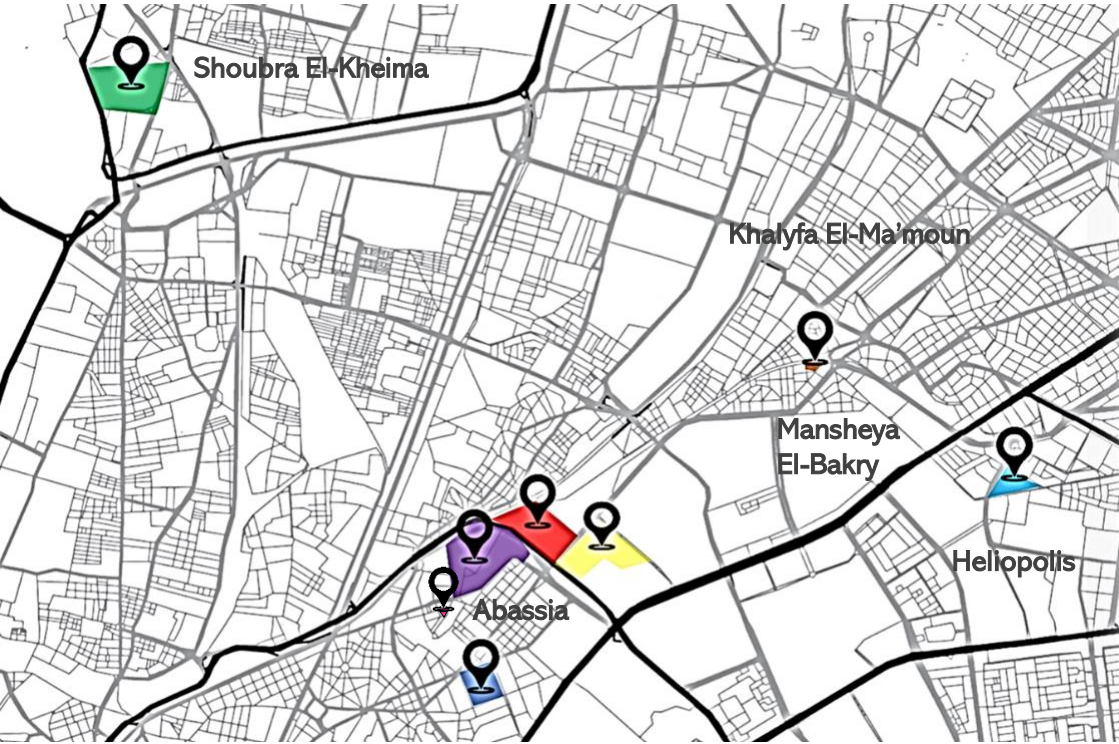 Shoubra El-Kheima
Khalyfa El-Ma'moun
Mansheya
El-Bakry
Heliopolis
Abassia